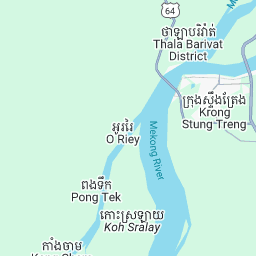 64
ថាឡាបរិវ៉ាត់
Thala Barivat
District
ក្រុងស្ទឹងត្រែង
Krong
Stung Treng
អូររៃ
O Riey
Mekong River
ពងទឹក
Pong Tek
កោះស្រឡាយ
Koh Sralay
កាំងចាម